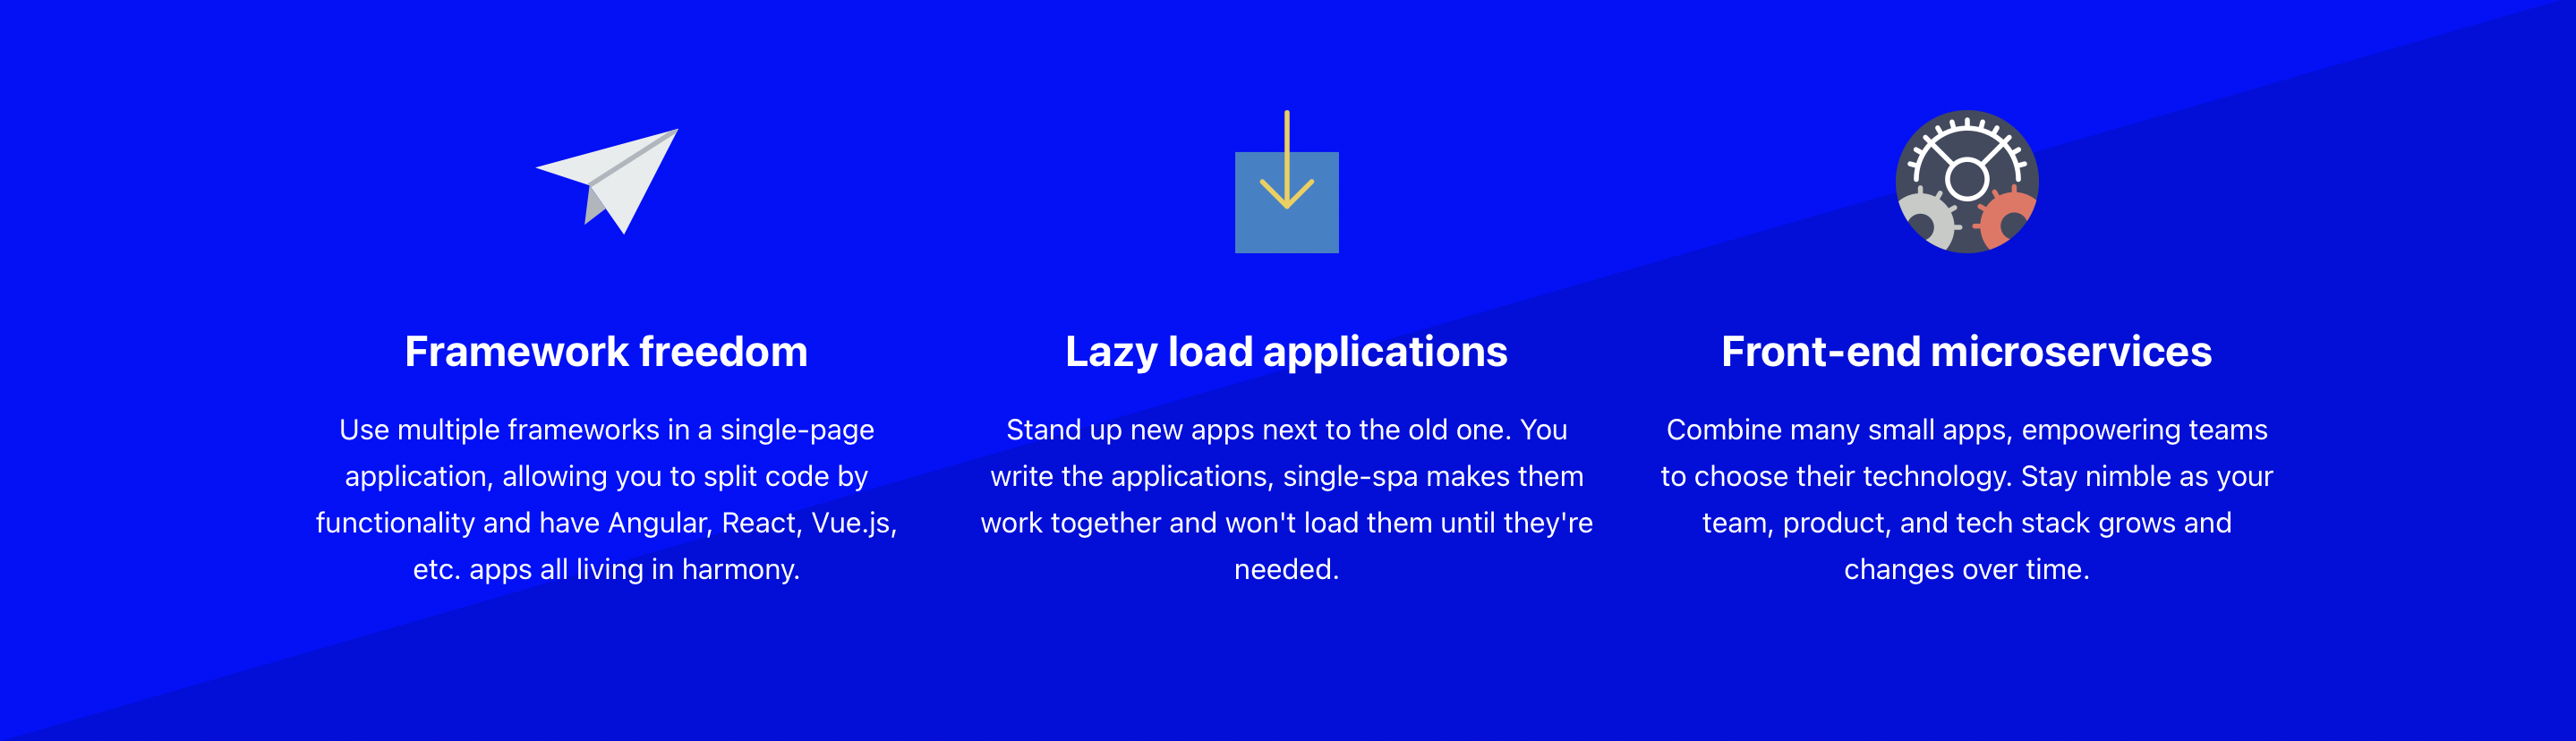 Framework freedom
Use multiple frameworks in a single-page
application, allowing you to split code by
functionality and have Angular, React, Vue.js,
etc. apps all living in harmony.
Lazy load applications
Stand up new apps next to the old one. You
write the applications, single-spa makes them
work together and won't load them until they're
needed.
Front-end microservices
Combine many small apps, empowering teams
to choose their technology. Stay nimble as your
team, product, and tech stack grows and
changes over time.